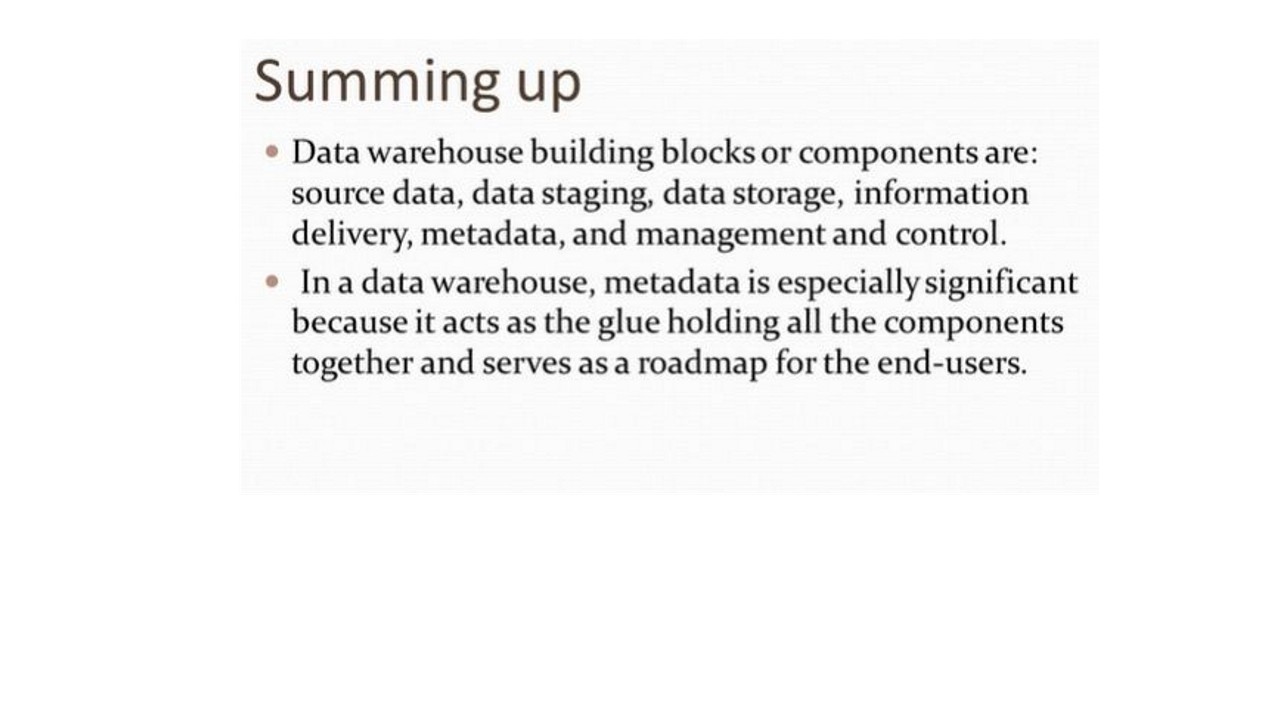 Summing up
• Data warehouse building blocks or components are:
source data, data staging, data storage, information
delivery, metadata, and management and control.
• In a data warehouse, metadata is especially significant
because it acts as the glue holding all the components
together and serves as a roadmap for the end-users.